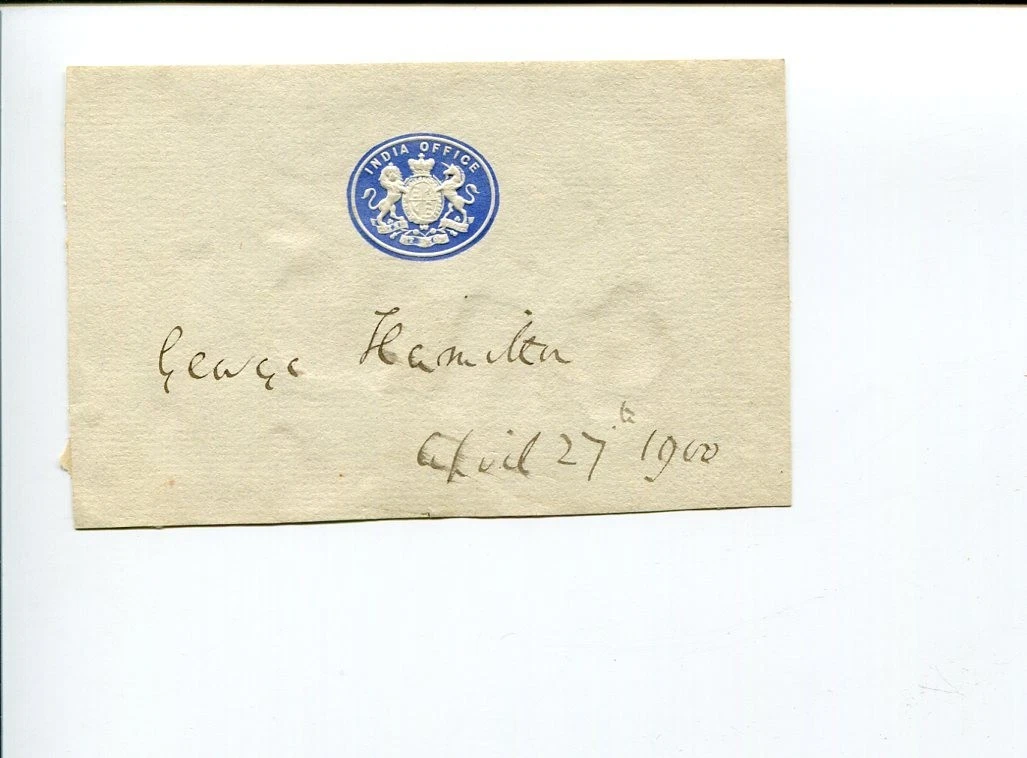 INDIA OFFICE
George Hamilton
April 27th 1900